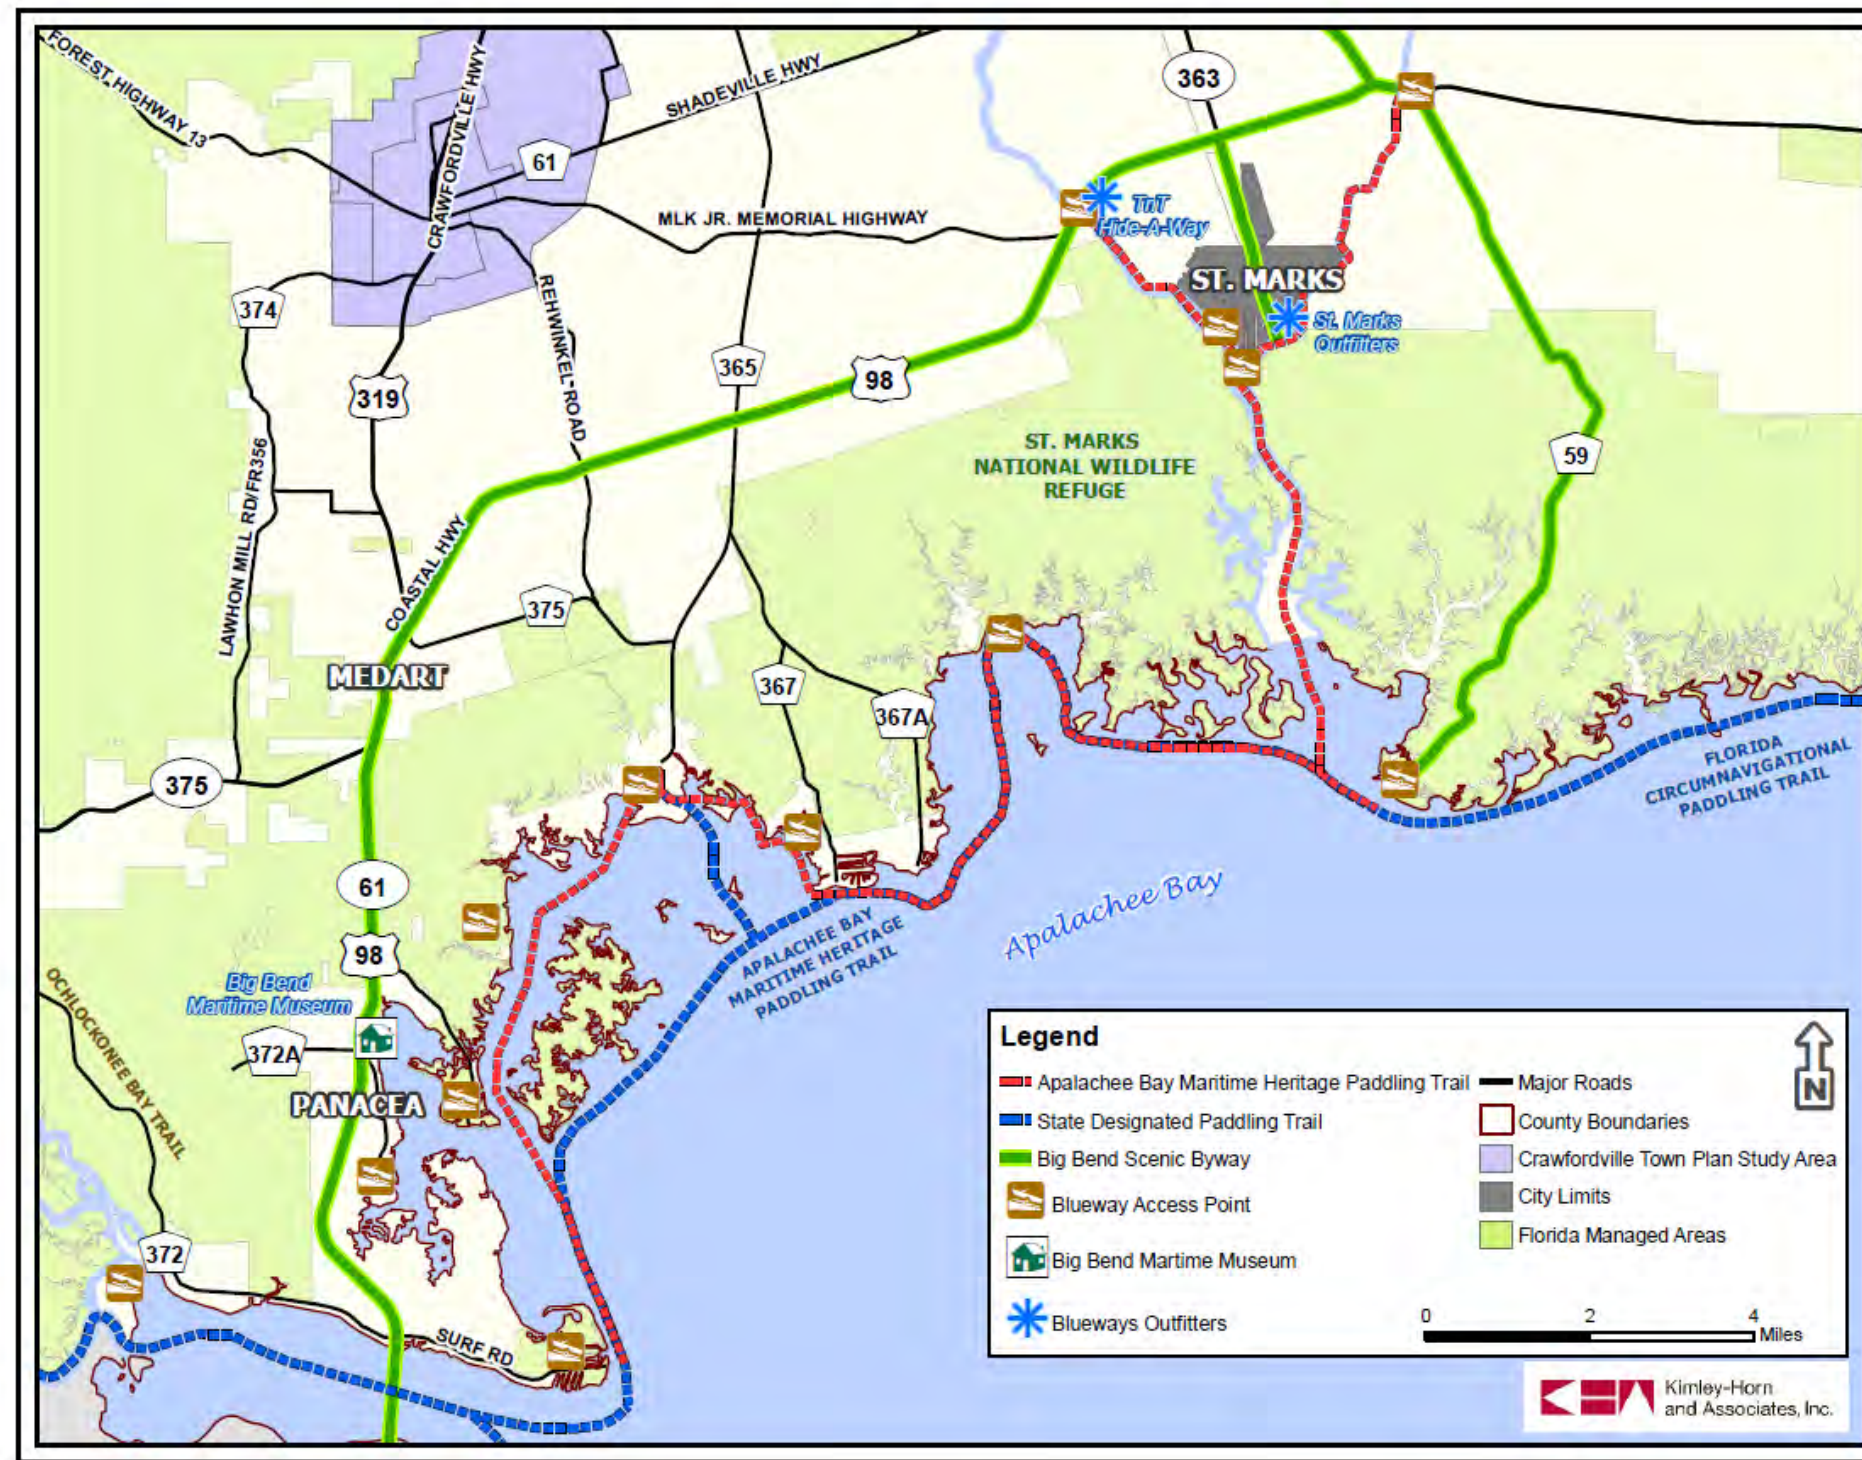 FOREST HIGHWAY 13
CRAWFORDVILLE HWY
SHADEVILLE HWY
363
61
MLK JR. MEMORIAL HIGHWAY
TnT
Hide-A-Way
ST. MARKS
St. Marks
Outfitters
374
REHWINKEL ROAD
365
319
98
ST. MARKS
NATIONAL WILDLIFE
REFUGE
59
LAWHON MILL RD/FR356
COASTAL HWY
375
MEDART
367
367A
375
FLORIDA
CIRCUMNAVIGATIONAL
PADDLING TRAIL
61
98
APALACHEE BAY
MARITIME HERITAGE
PADDLING TRAIL
Apalachee Bay
OCHLOCKONEE BAY TRAIL
Big Bend
Maritime Museum
372A
PANACEA
372
SURF RD
Legend
Apalachee Bay Maritime Heritage Paddling Trail
State Designated Paddling Trail
Big Bend Scenic Byway
Blueway Access Point
Big Bend Martime Museum
Blueways Outfitters
Major Roads
County Boundaries
Crawfordville Town Plan Study Area
City Limits
Florida Managed Areas
N
0 2 4
Miles
Kimley-Horn
and Associates, Inc.